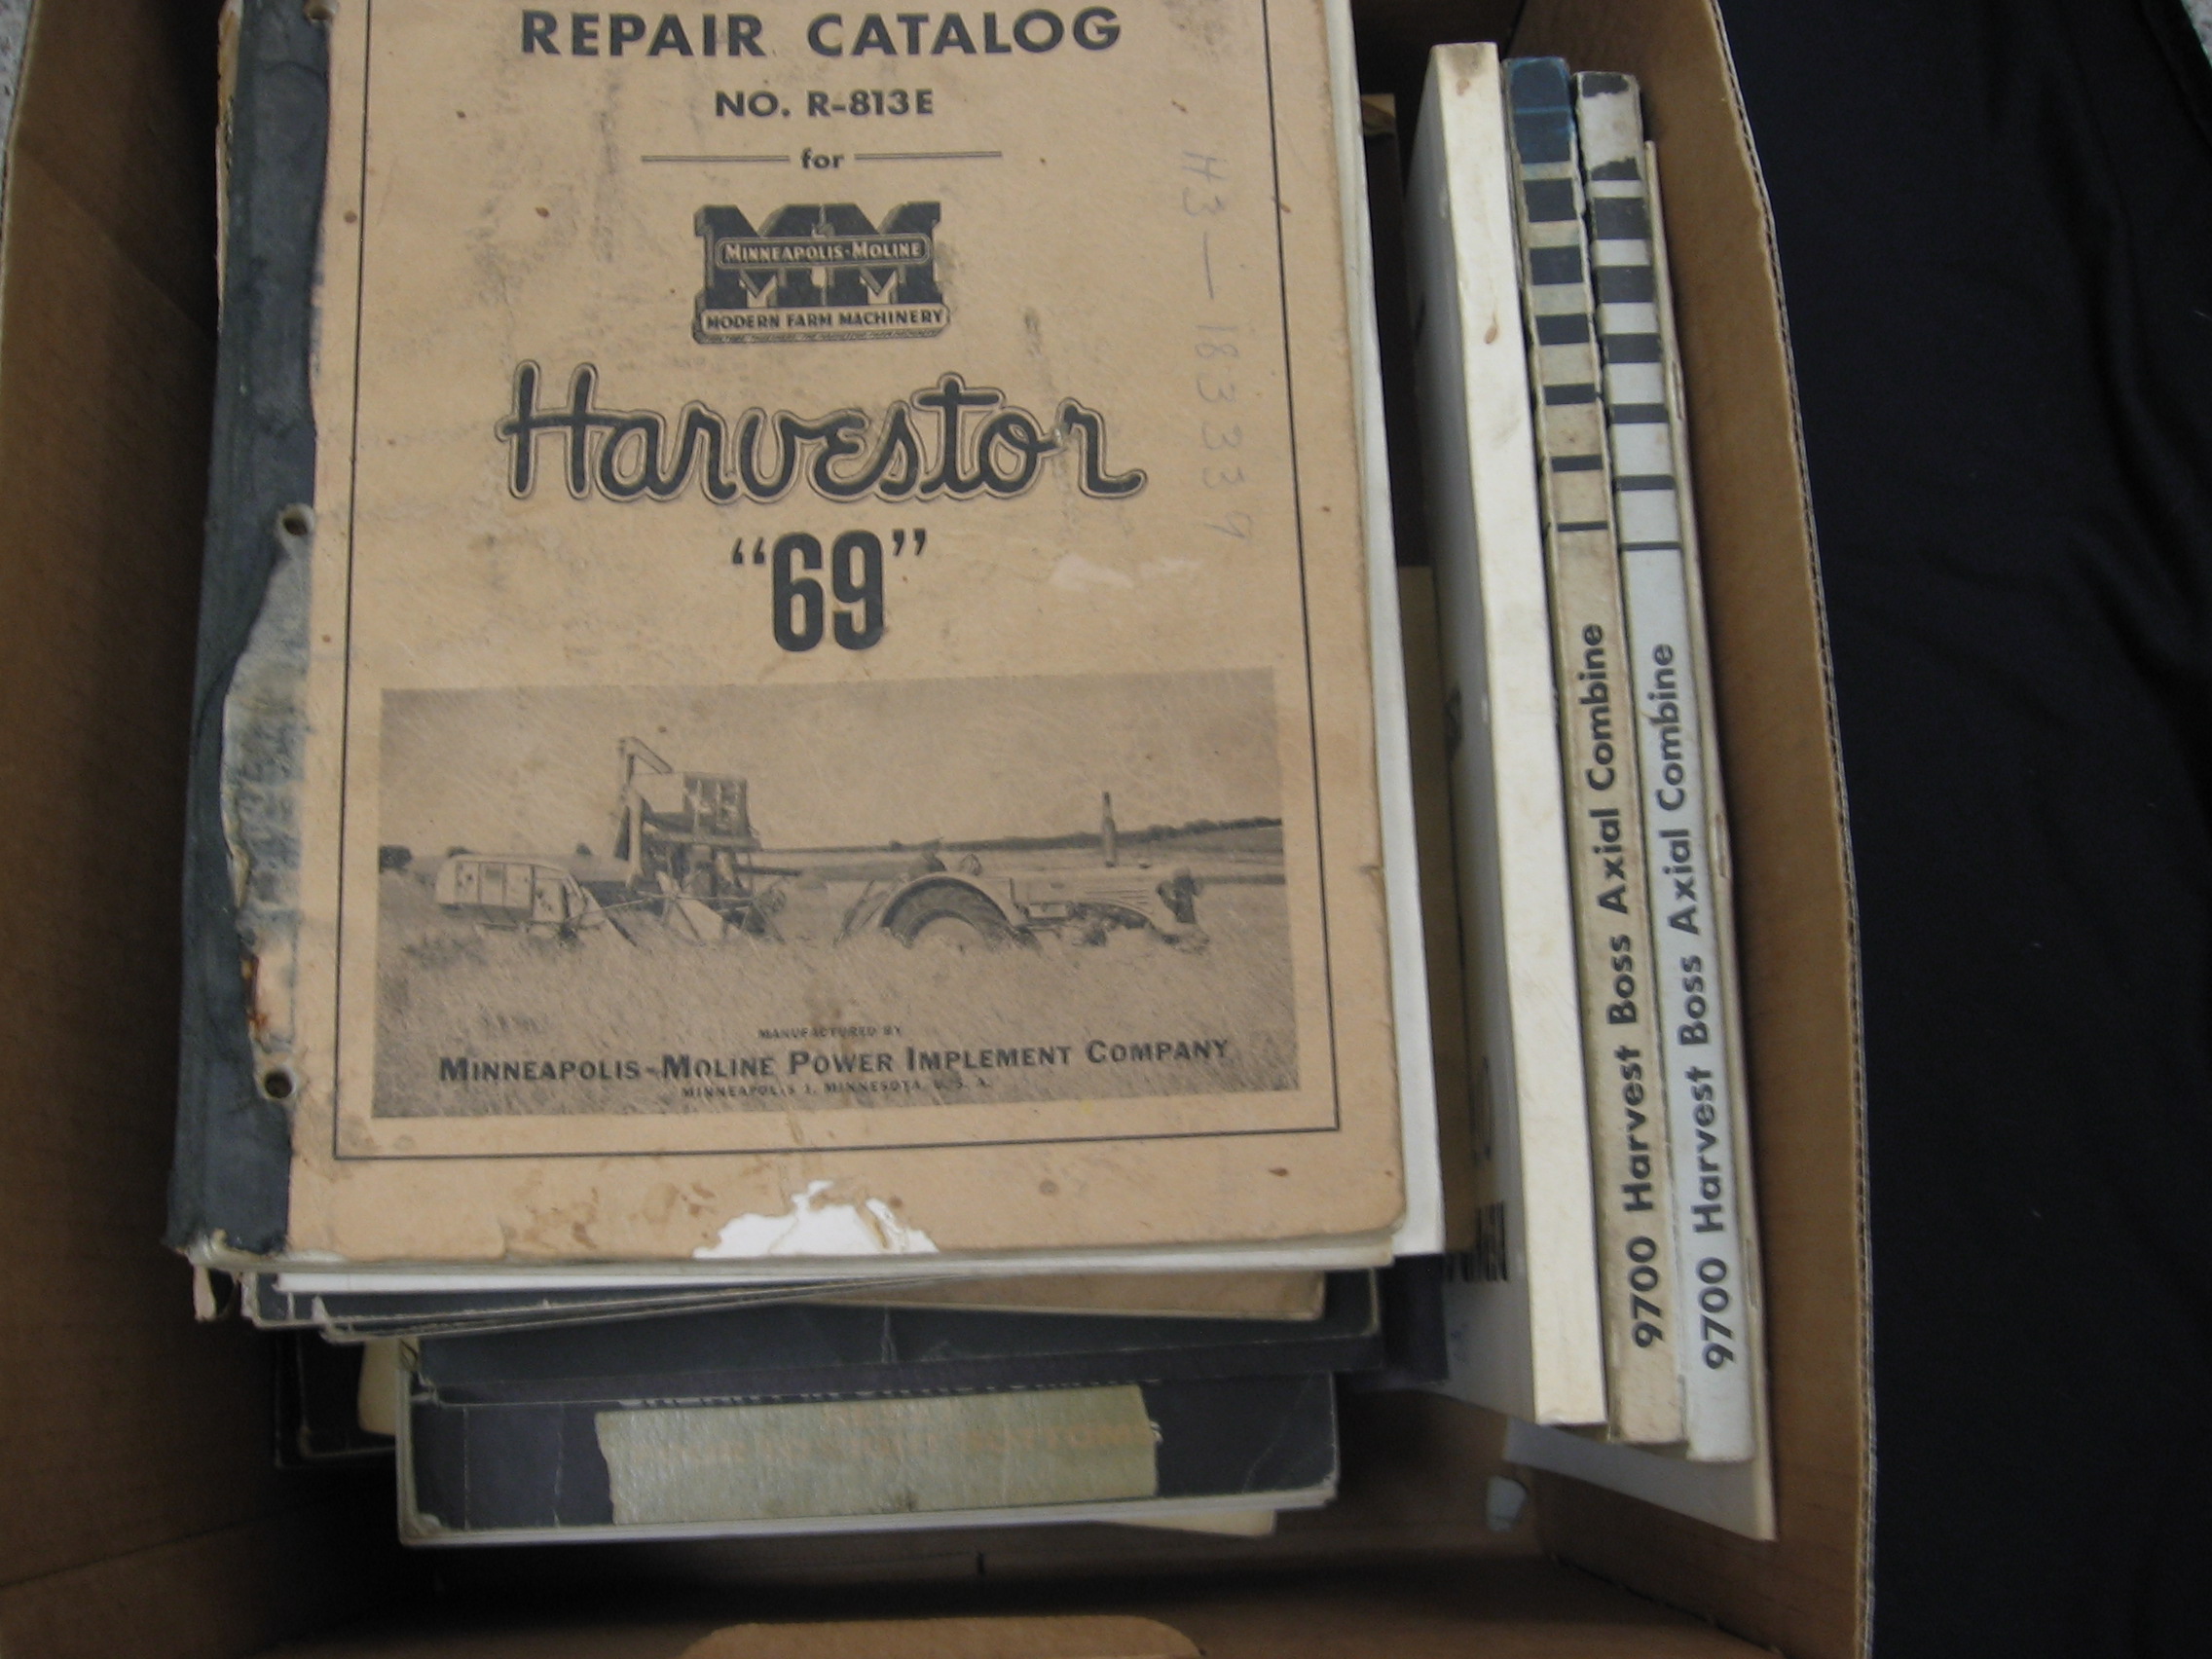 REPAIR CATALOG
NO. R-813E
for
MINNEAPOLIS-MOLINE
MODERN FARM MACHINERY
Harvestor
"69"
MANUFACTURED BY
MINNEAPOLIS-MOLINE POWER IMPLEMENT COMPANY
MINNEAPOLIS 1, MINNESOTA, U. S. A.
H3-183339
9700 Harvest Boss Axial Combine
9700 Harvest Boss Axial Combine